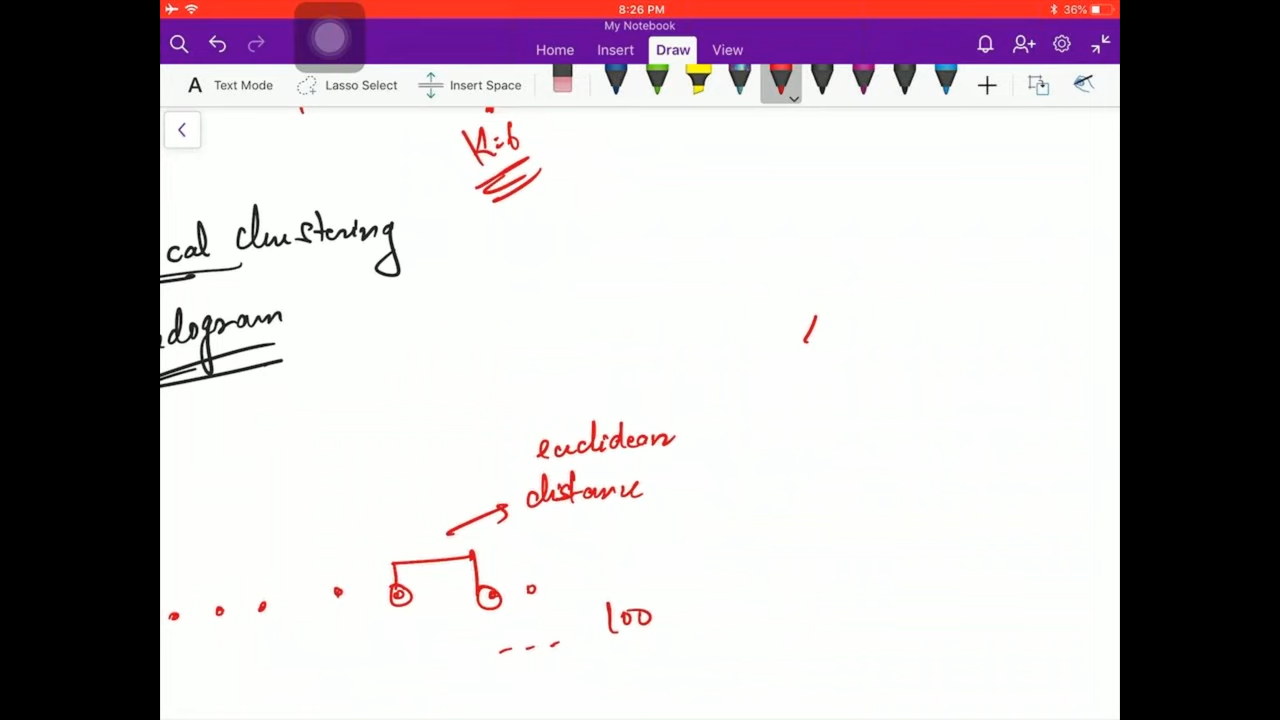 8:26 PM
36%
My Notebook
Home Insert Draw View
A Text Mode Lasso Select Insert Space
K=6
cal clustering
dogram
euclidean
distance
100